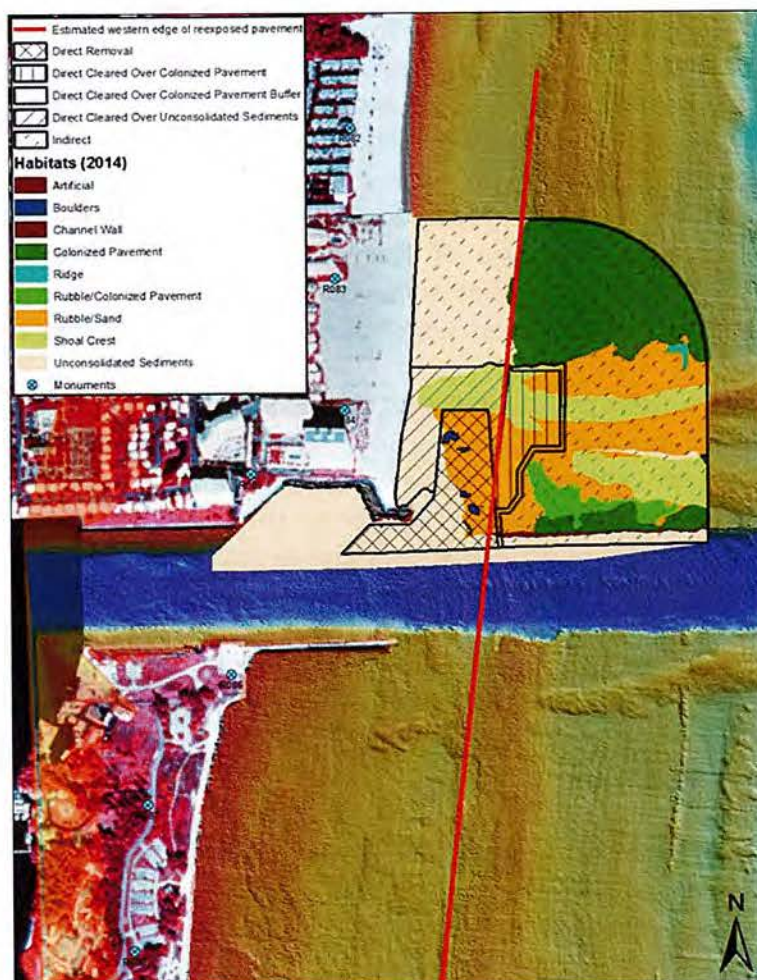 Estimated western edge of reexposed pavement
Direct Removal
Direct Cleared Over Colonized Pavement
Direct Cleared Over Colonized Pavement Buffer
Direct Cleared Over Unconsolidated Sediments
Indirect
Habitats (2014)
Artificial
Boulders
Channel Wall
Colonized Pavement
Ridge
Rubble/Colonized Pavement
Rubble/Sand
Shoal Crest
Unconsolidated Sediments
Monuments
R082
R083
N